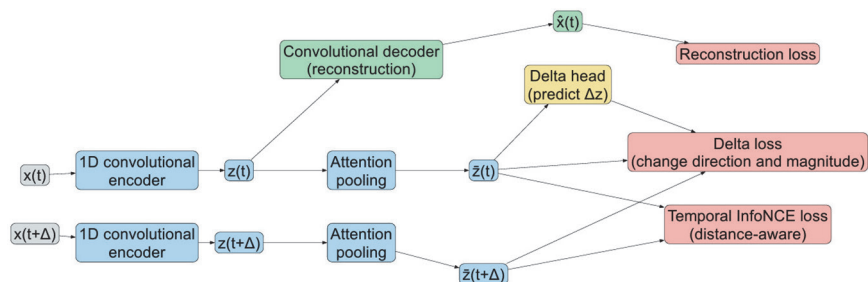 x̂(t)
Convolutional decoder
(reconstruction)
Reconstruction loss
Delta head
(predict Δz)
x(t)
1D convolutional
encoder
z(t)
Attention
pooling
z̄(t)
Delta loss
(change direction and magnitude)
x(t+Δ)
1D convolutional
encoder
z(t+Δ)
Attention
pooling
z̄(t+Δ)
Temporal InfoNCE loss
(distance-aware)